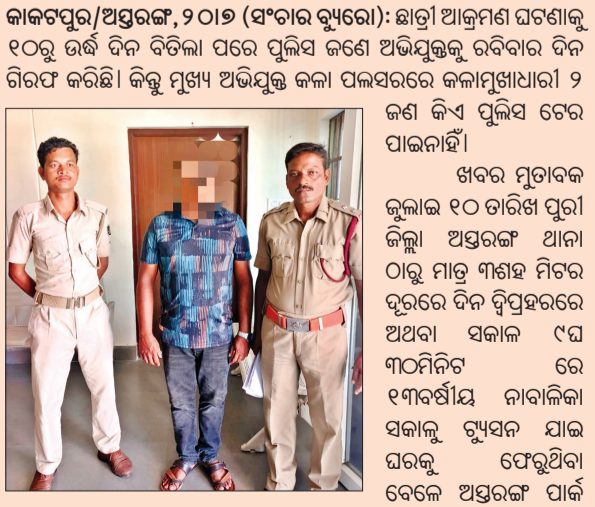 କାକଟପୁର/ଅସ୍ତରଙ୍ଗ, ୨୦।୭ (ସଂଚାର ବ୍ୟୁରୋ): ଛାତ୍ରୀ ଆକ୍ରମଣ ଘଟଣାକୁ
୧୦ରୁ ଉର୍ଦ୍ଧ ଦିନ ବିତିଲା ପରେ ପୁଲିସ ଜଣେ ଅଭିଯୁକ୍ତକୁ ରବିବାର ଦିନ
ଗିରଫ କରିଛି। କିନ୍ତୁ ମୁଖ୍ୟ ଅଭିଯୁକ୍ତ କଳା ପଲସରରେ କଳାମୁଖାଧାରୀ ୨
ଜଣ କିଏ ପୁଲିସ ଟେର
ପାଇନାହିଁ।
ଖବର ମୁତାବକ
ଜୁଲାଇ ୧୦ ତାରିଖ ପୁରୀ
ଜିଲ୍ଲା ଅସ୍ତରଙ୍ଗ ଥାନା
ଠାରୁ ମାତ୍ର ୩ଶହ ମିଟର
ଦୂରରେ ଦିନ ଦ୍ୱିପ୍ରହରରେ
ଅଥବା ସକାଳ ୯ଘ
୩୦ମିନିଟ ରେ
୧୩ବର୍ଷୀୟ ନାବାଳିକା
ସକାଳୁ ଟ୍ୟୁସନ ଯାଇ
ଘରକୁ ଫେରୁଥିବା
ବେଳେ ଅସ୍ତରଙ୍ଗ ପାର୍କ